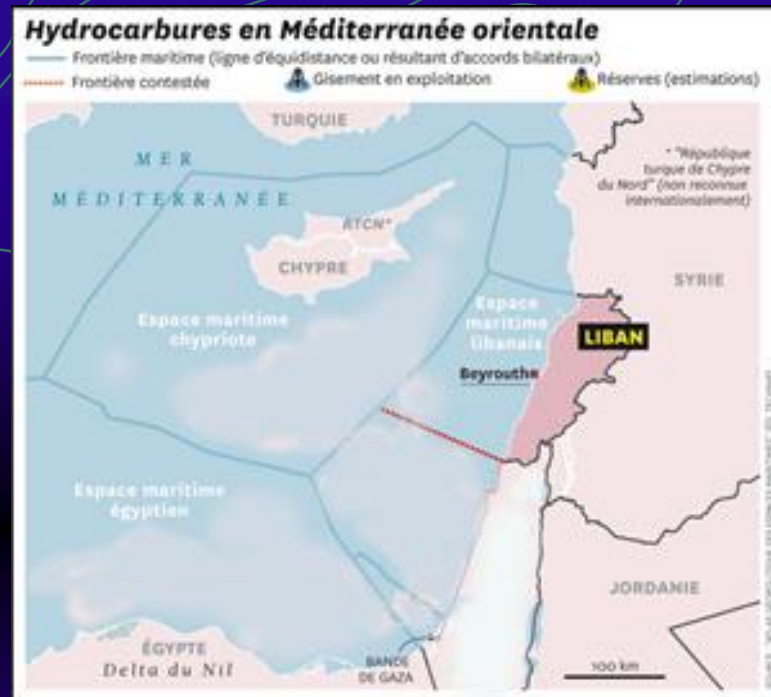 Hydrocarbures en Méditerranée orientale
Frontière maritime (ligne d'équidistance ou résultant d'accords bilatéraux)
Frontière contestée
Gisement en exploitation
Réserves (estimations)
TURQUIE
MER
MÉDITERRANÉE
* "République
turque de Chypre
du Nord" (non reconnue
internationalement)
RTCN*
CHYPRE
SYRIE
Espace maritime
chypriote
Espace
maritime
libanais
LIBAN
Beyrouth
Espace maritime
égyptien
JORDANIE
ÉGYPTE
Delta du Nil
BANDE
DE GAZA
100 km